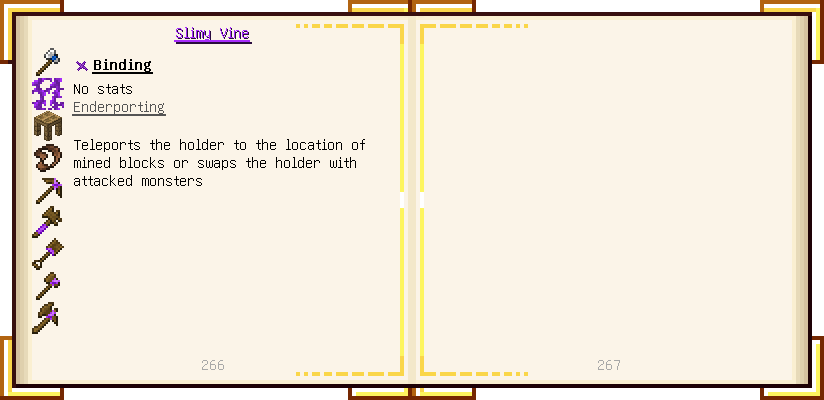 Slimy Vine
Binding
No stats
Enderporting
Teleports the holder to the location of
mined blocks or swaps the holder with
attacked monsters
266
267